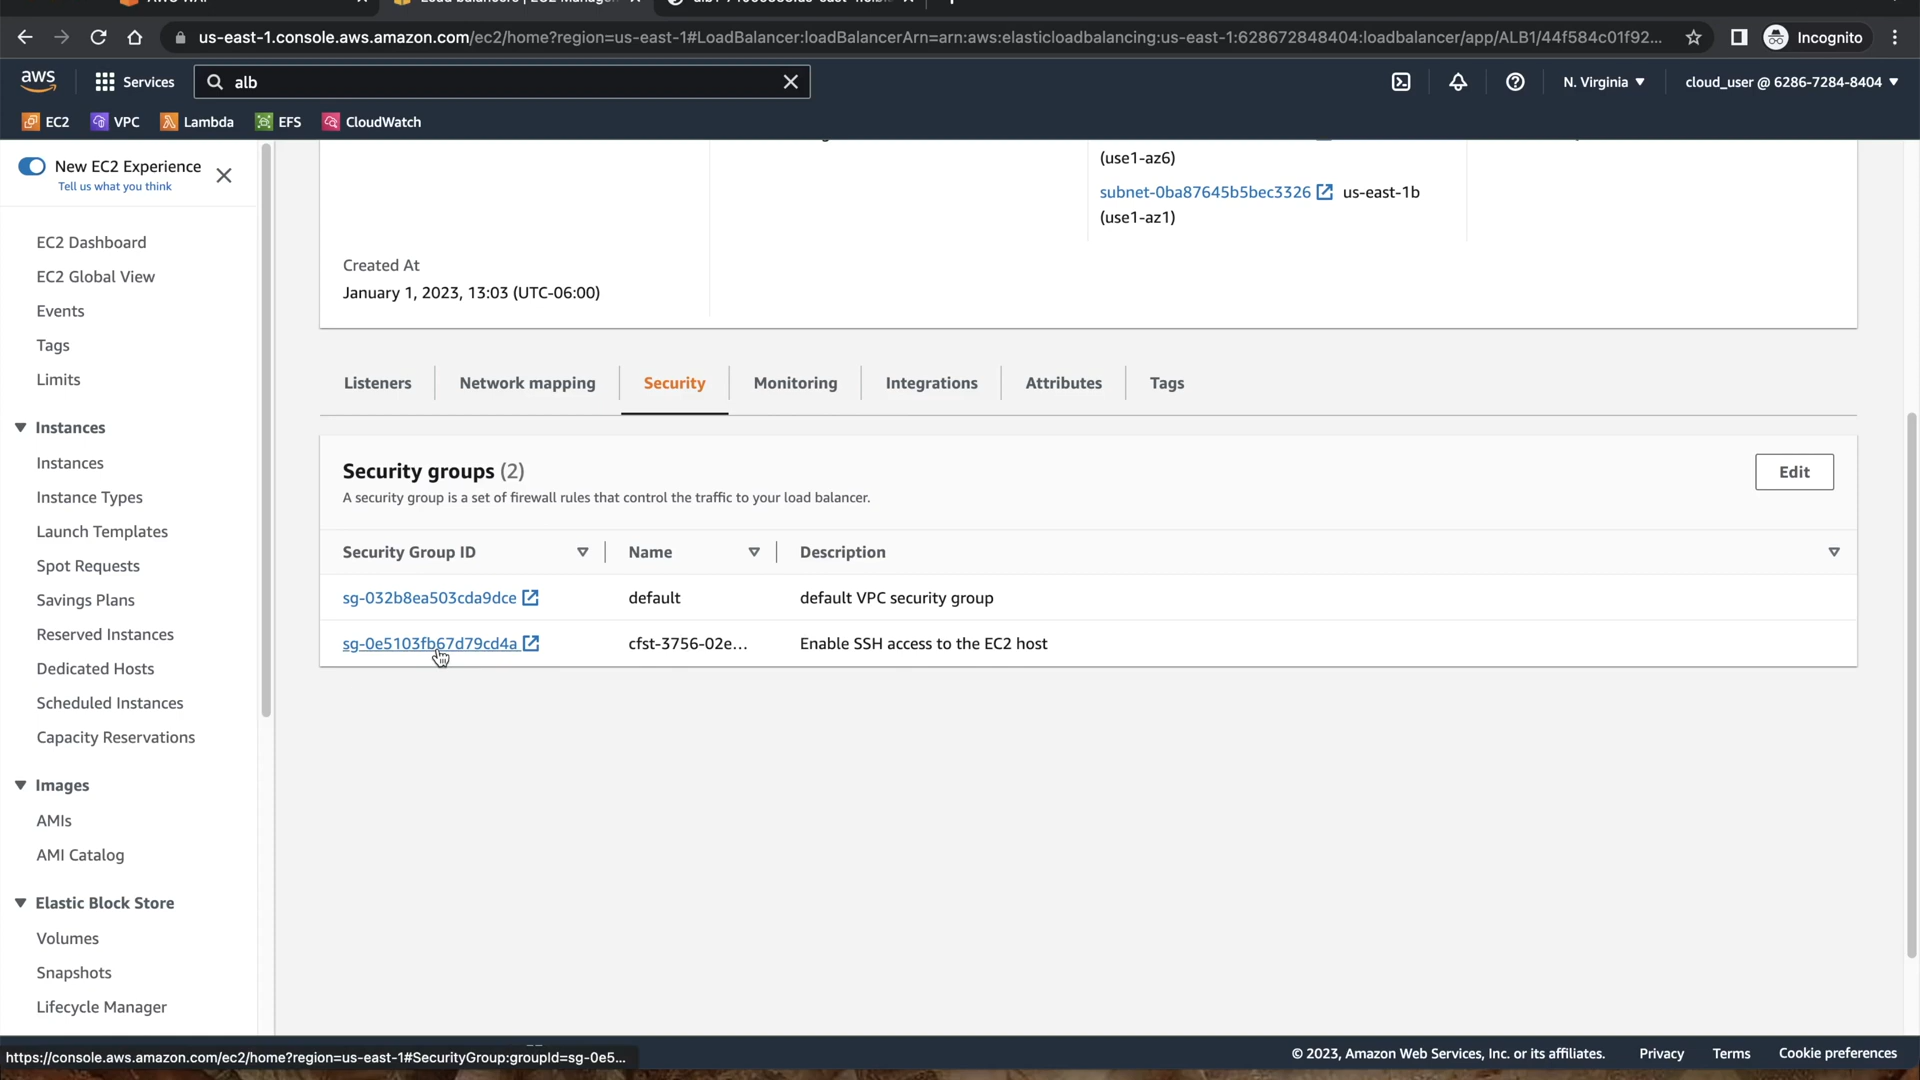 us-east-1.console.aws.amazon.com/ec2/home?region=us-east-1#LoadBalancer:loadBalancerArn=arn:aws:elasticloadbalancing:us-east-1:628672848404:loadbalancer/app/ALB1/44f584c01f92...
Incognito
aws
Services
alb
N. Virginia
cloud_user @ 6286-7284-8404
EC2
VPC
Lambda
EFS
CloudWatch
New EC2 Experience
Tell us what you think
EC2 Dashboard
EC2 Global View
Events
Tags
Limits
Instances
Instances
Instance Types
Launch Templates
Spot Requests
Savings Plans
Reserved Instances
Dedicated Hosts
Scheduled Instances
Capacity Reservations
Images
AMIs
AMI Catalog
Elastic Block Store
Volumes
Snapshots
Lifecycle Manager
(use1-az6)
subnet-0ba87645b5bec3326 us-east-1b
(use1-az1)
Created At
January 1, 2023, 13:03 (UTC-06:00)
Listeners
Network mapping
Security
Monitoring
Integrations
Attributes
Tags
Security groups (2)
A security group is a set of firewall rules that control the traffic to your load balancer.
Edit
Security Group ID
Name
Description
sg-032b8ea503cda9dce
default
default VPC security group
sg-0e5103fb67d79cd4a
cfst-3756-02e...
Enable SSH access to the EC2 host
https://console.aws.amazon.com/ec2/home?region=us-east-1#SecurityGroup:groupId=sg-0e5...
© 2023, Amazon Web Services, Inc. or its affiliates.
Privacy
Terms
Cookie preferences